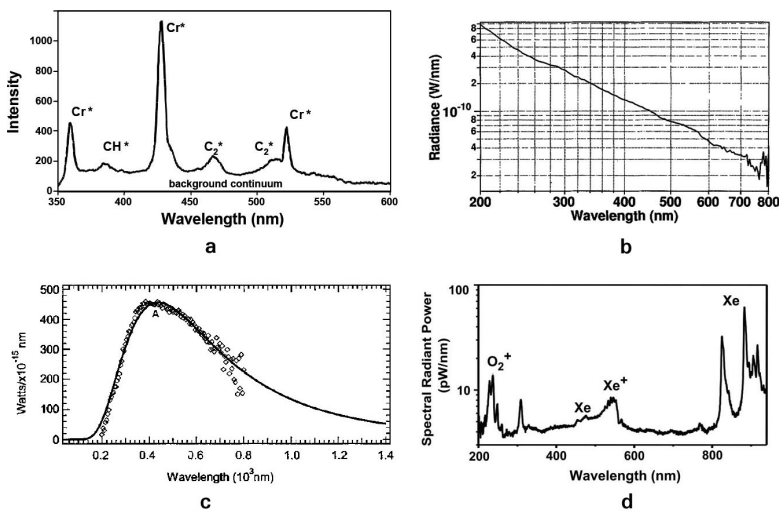 Intensity
1000
800
600
400
200
0
Cr*
CH*
Cr*
C2*
C2*
Cr*
background continuum
350
400
450
500
550
600
Wavelength (nm)
a
Radiance (W/nm)
8
6
4
2
10-10
8
6
4
2
200
300
400
500
600
700
800
Wavelength (nm)
b
Watts/x10-15 nm
500
400
300
200
100
0
A
0.2
0.4
0.6
0.8
1.0
1.2
1.4
Wavelength (103nm)
c
Spectral Radiant Power
(pW/nm)
100
10
O2+
Xe
Xe+
Xe
200
400
600
800
Wavelength (nm)
d